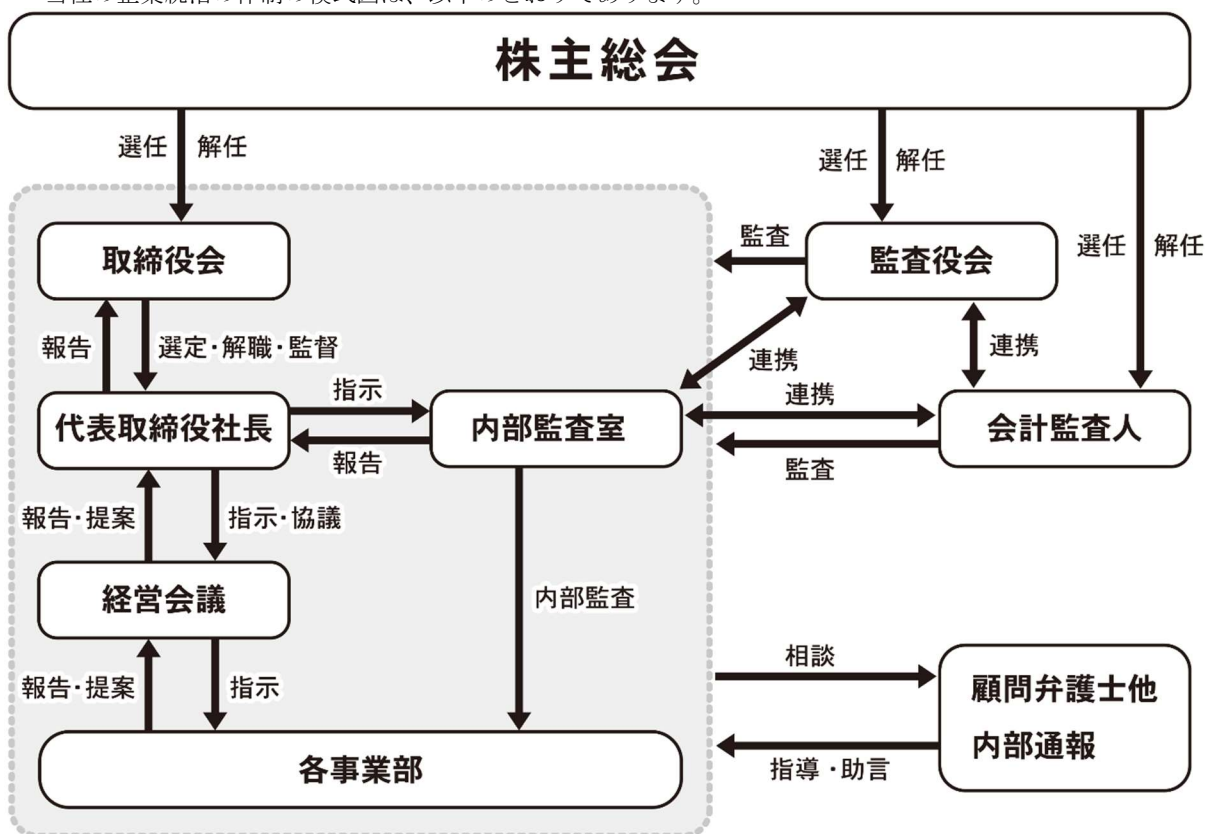 株主総会
選任 解任
選任 解任
選任 解任
取締役会
監査
監査役会
報告
選定・解職・監督
連携
連携
代表取締役社長
指示
報告
内部監査室
連携
監査
会計監査人
報告・提案
指示・協議
経営会議
内部監査
報告・提案
指示
相談
指導・助言
顧問弁護士他
内部通報
各事業部